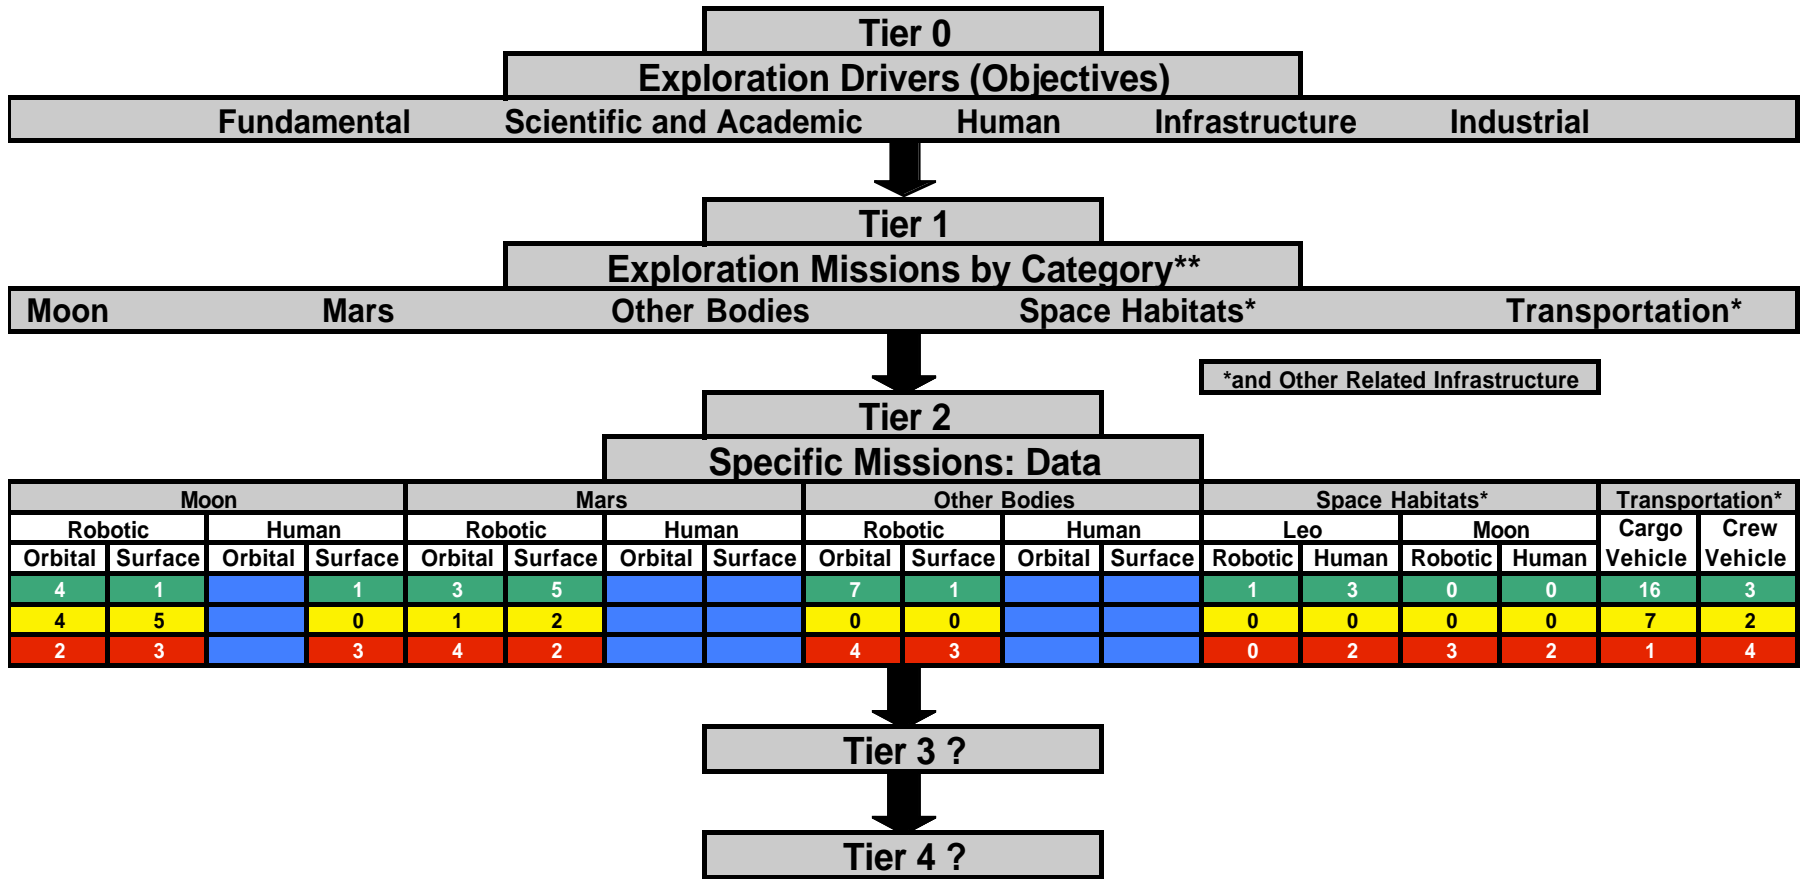 Tier 0
Exploration Drivers (Objectives)
Fundamental Scientific and Academic Human Infrastructure Industrial
Tier 1
Exploration Missions by Category**
Moon Mars Other Bodies Space Habitats* Transportation*
*and Other Related Infrastructure
Tier 2
Specific Missions: Data
Moon Mars Other Bodies Space Habitats* Transportation*
Robotic Human Robotic Human Robotic Human Leo Moon Cargo Crew
Orbital Surface Orbital Surface Orbital Surface Orbital Surface Orbital Surface Orbital Surface Robotic Human Robotic Human Vehicle Vehicle
4 1 1 3 5 7 1 1 3 0 0 16 3
4 5 0 1 2 0 0 0 0 0 0 7 2
2 3 3 4 2 4 3 0 2 3 2 1 4
Tier 3 ?
Tier 4 ?